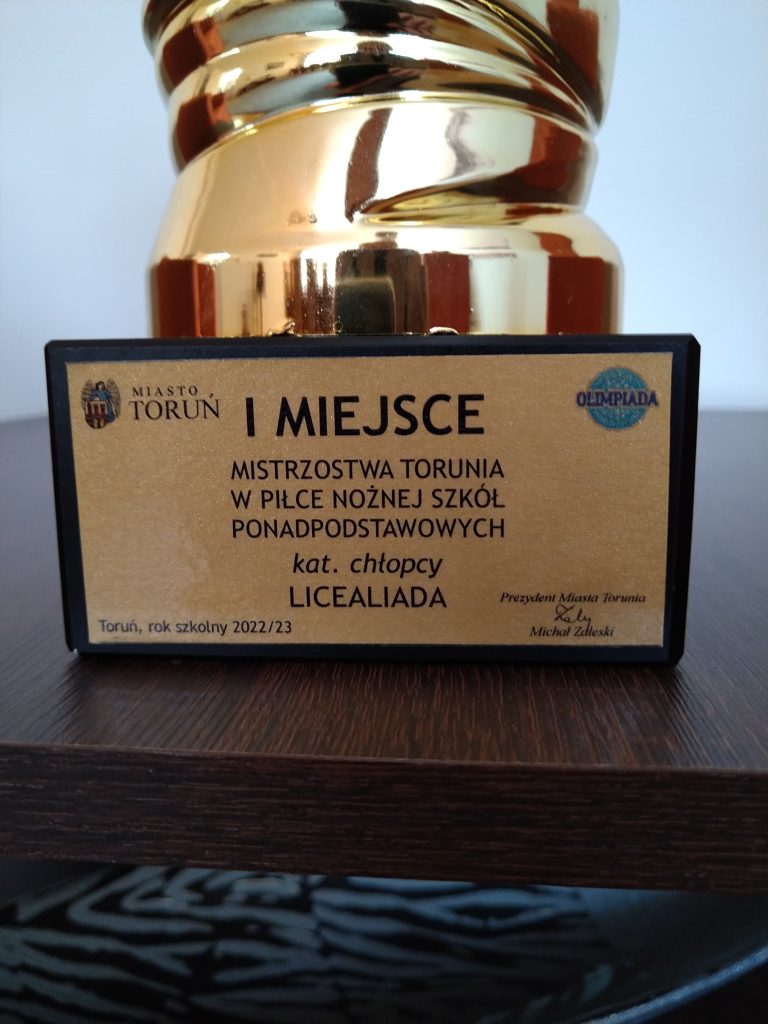 MIASTO
TORUŃ
I MIEJSCE
OLIMPIADA
MISTRZOSTWA TORUNIA
W PIŁCE NOŻNEJ SZKÓŁ
PONADPODSTAWOWYCH
kat. chłopcy
LICEALIADA
Prezydent Miasta Torunia
Michał Zaleski
Toruń, rok szkolny 2022/23